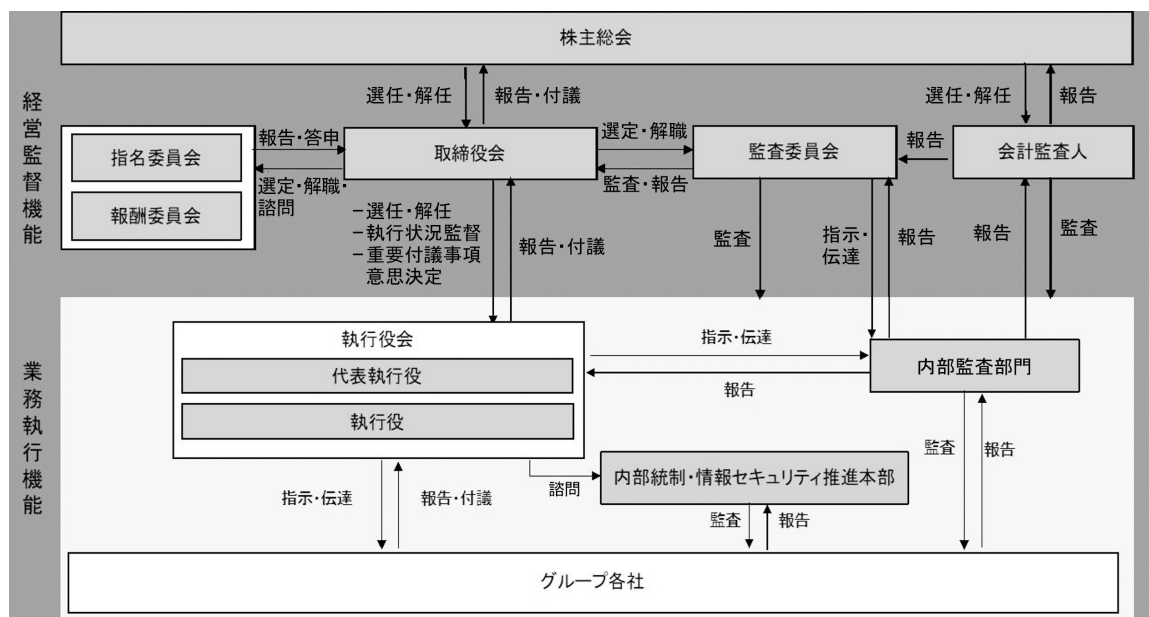 株主総会
経営監督機能
選任・解任
報告・付議
選任・解任
報告
指名委員会
報酬委員会
報告・答申
選定・解職・
諮問
取締役会
選定・解職
監査・報告
監査委員会
報告
会計監査人
－選任・解任
－執行状況監督
－重要付議事項
意思決定
報告・付議
監査
指示・
伝達
報告
報告
監査
業務執行機能
執行役会
代表執行役
執行役
指示・伝達
報告
内部監査部門
諮問
内部統制・情報セキュリティ推進本部
監査
報告
指示・伝達
報告・付議
監査
報告
グループ各社